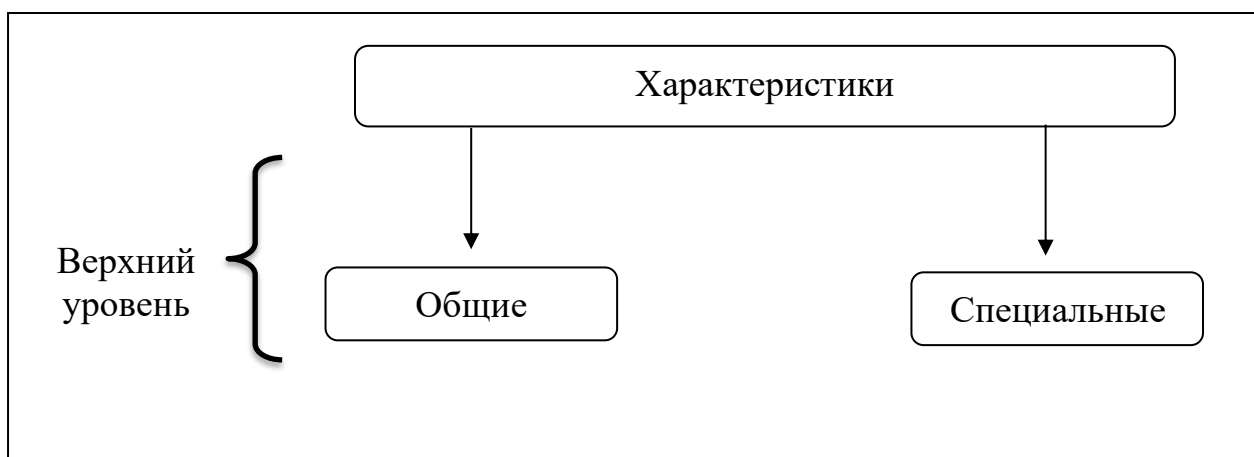 Характеристики
Верхний
уровень
Общие
Специальные